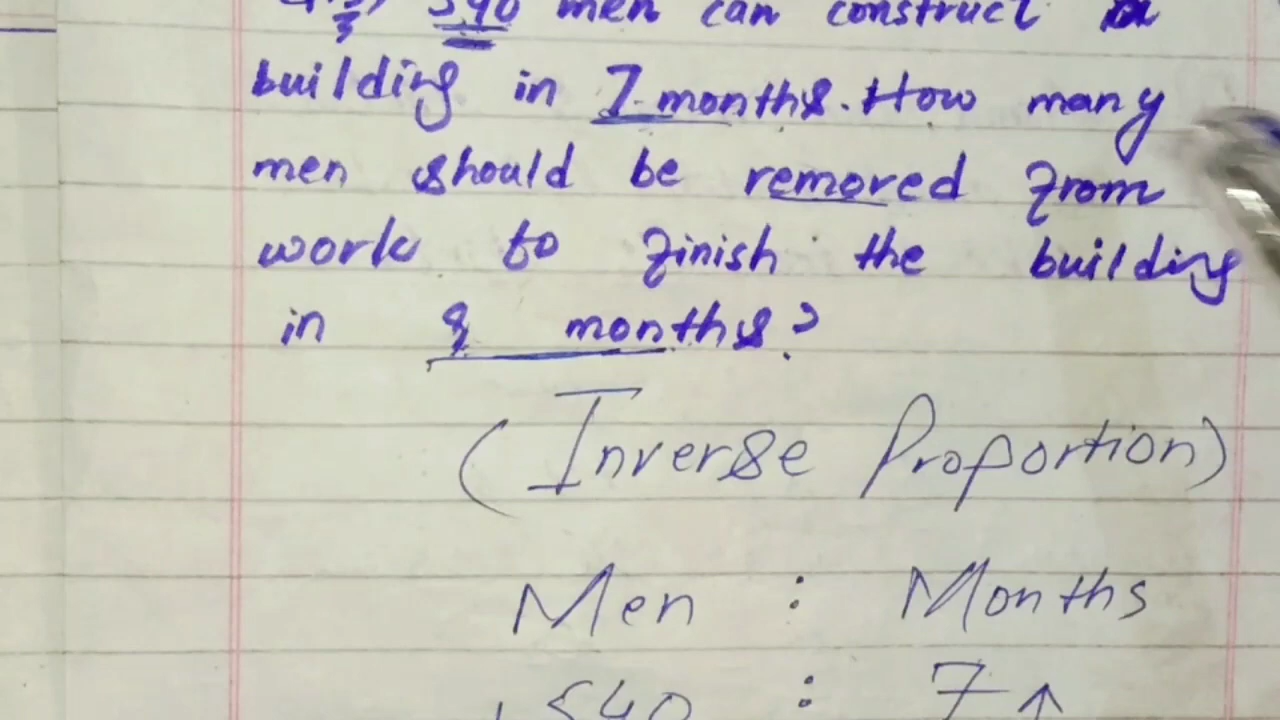 540 men can construct a
building in 7 months. How many
men should be removed from
work to finish the building
in 9 months?
(Inverse Proportion)
Men : Months
540 : 7 ↑